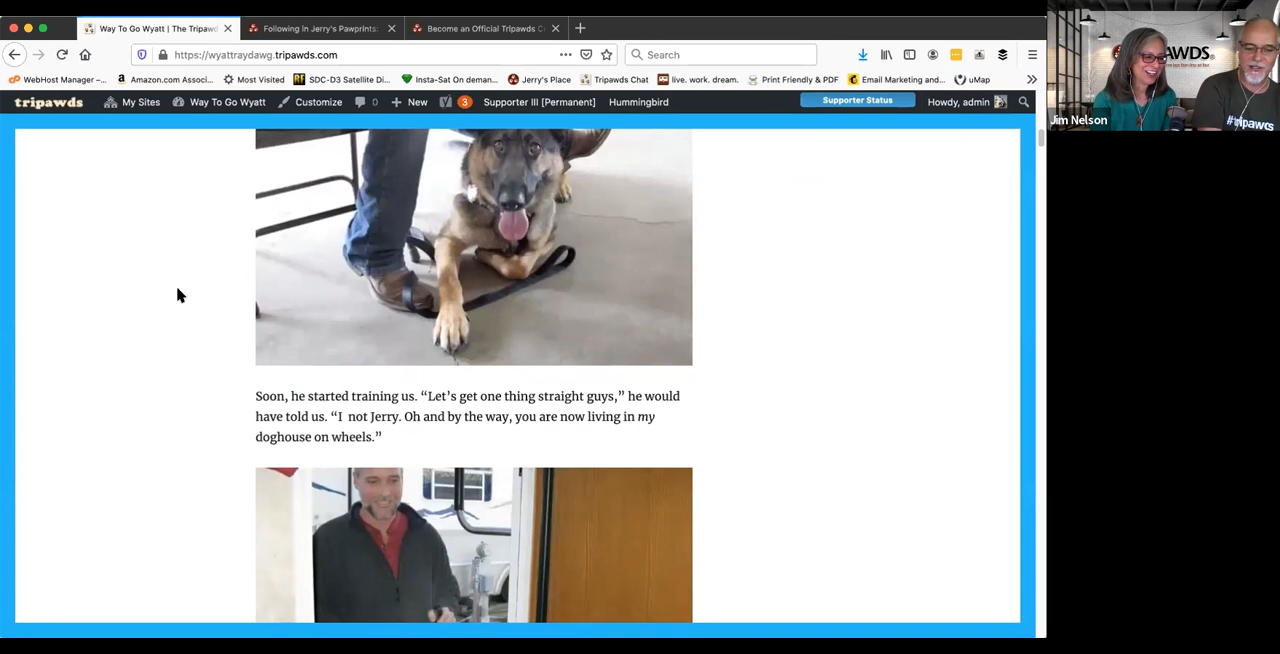 Way To Go Wyatt | The Tripawd
Following in Jerry's Pawprints:
Become an Official Tripawds C
https://wyattraydawg.tripawds.com
Search
WebHost Manager –...
Amazon.com Associ...
Most Visited
SDC-D3 Satellite Di...
Insta-Sat On deman...
Jerry's Place
Tripawds Chat
live. work. dream.
Print Friendly & PDF
Email Marketing and...
uMap
tripawds
My Sites
Way To Go Wyatt
Customize
0
New
3
Supporter III [Permanent]
Hummingbird
Supporter Status
Howdy, admin
AWDS
#tripawds
Jim Nelson
Soon, he started training us. “Let’s get one thing straight guys,” he would
have told us. “I not Jerry. Oh and by the way, you are now living in my
doghouse on wheels.”